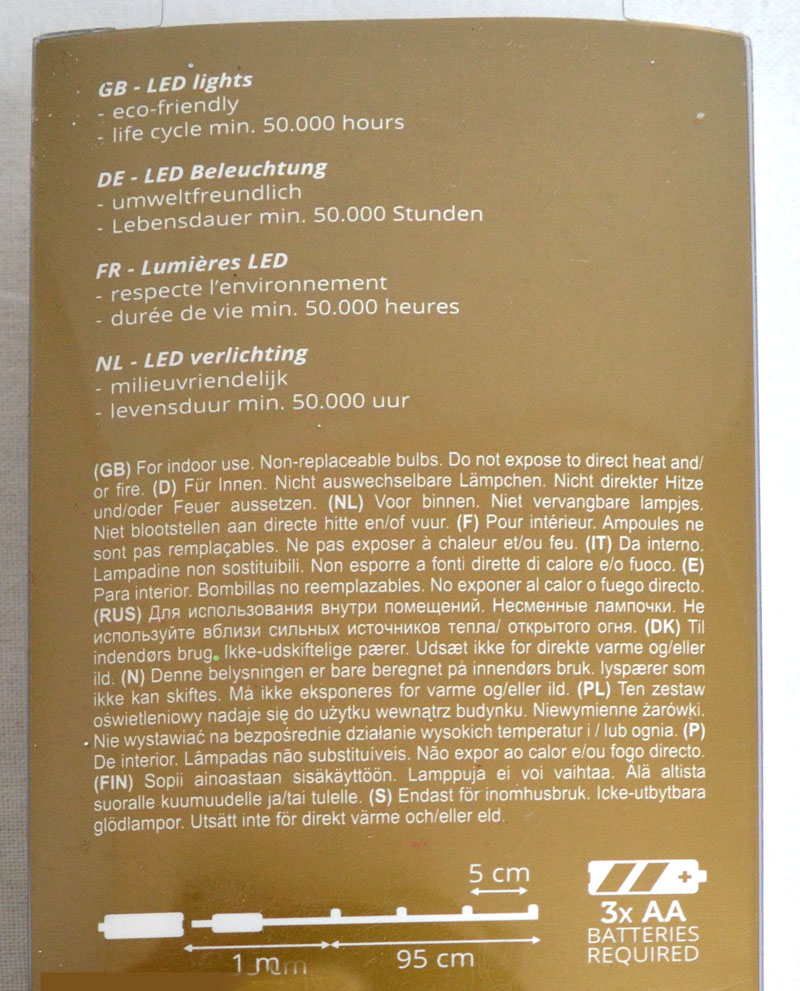 GB - LED lights
- eco-friendly
- life cycle min. 50.000 hours
DE - LED Beleuchtung
- umweltfreundlich
- Lebensdauer min. 50.000 Stunden
FR - Lumières LED
- respecte l'environnement
- durée de vie min. 50.000 heures
NL - LED verlichting
- milieuvriendelijk
- levensduur min. 50.000 uur
(GB) For indoor use. Non-replaceable bulbs. Do not expose to direct heat and/
or fire. (D) Für Innen. Nicht auswechselbare Lämpchen. Nicht direkter Hitze
und/oder Feuer aussetzen. (NL) Voor binnen. Niet vervangbare lampjes.
Niet blootstellen aan directe hitte en/of vuur. (F) Pour intérieur. Ampoules ne
sont pas remplaçables. Ne pas exposer à chaleur et/ou feu. (IT) Da interno.
Lampadine non sostituibili. Non esporre a fonti dirette di calore e/o fuoco. (E)
Para interior. Bombillas no reemplazables. No exponer al calor o fuego directo.
(RUS) Для использования внутри помещений. Несменные лампочки. Не
используйте вблизи сильных источников тепла/ открытого огня. (DK) Til
indendørs brug. Ikke-udskiftelige pærer. Udsæt ikke for direkte varme og/eller
ild. (N) Denne belysningen er bare beregnet på innendørs bruk. lyspærer som
ikke kan skiftes. Må ikke eksponeres for varme og/eller ild. (PL) Ten zestaw
oświetleniowy nadaje się do użytku wewnątrz budynku. Niewymienne żarówki.
Nie wystawiać na bezpośrednie działanie wysokich temperatur i / lub ognia. (P)
De interior. Lâmpadas não substituíveis. Não expor ao calor e/ou fogo directo.
(FIN) Sopii ainoastaan sisäkäyttöön. Lamppuja ei voi vaihtaa. Älä altista
suoralle kuumuudelle ja/tai tulelle. (S) Endast för inomhusbruk. Icke-utbytbara
glödlampor. Utsätt inte för direkt värme och/eller eld.
5 cm
3x AA
BATTERIES
REQUIRED
1 m
95 cm